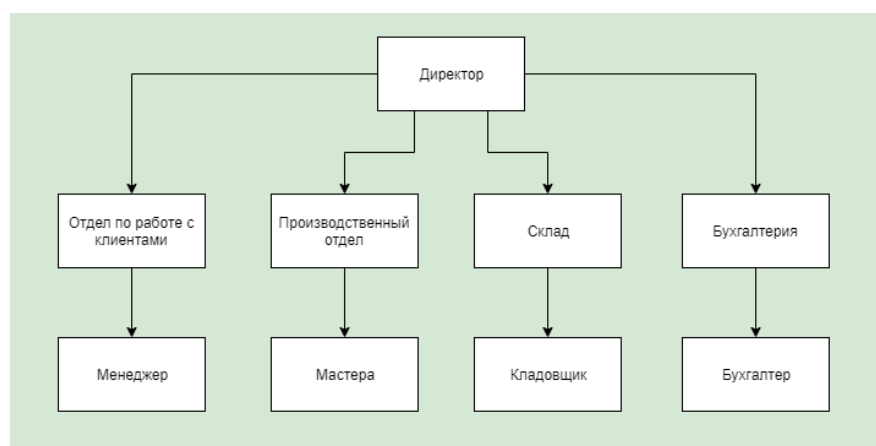 Директор
Отдел по работе с
клиентами
Производственный
отдел
Склад
Бухгалтерия
Менеджер
Мастера
Кладовщик
Бухгалтер